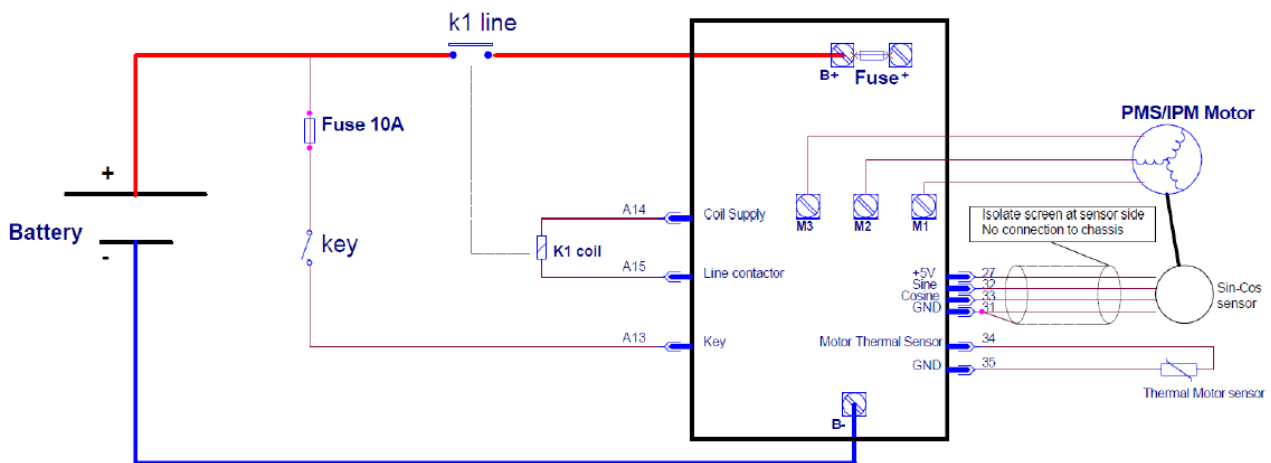 k1 line
B+
Fuse
+
Fuse 10A
PMS/IPM Motor
+
Battery
-
key
A14
Coil Supply
K1 coil
A15
Line contactor
A13
Key
M3
M2
M1
Isolate screen at sensor side
No connection to chassis
+5V
27
Sine
32
Cosine
33
GND
31
Sin-Cos
sensor
Motor Thermal Sensor
34
GND
35
Thermal Motor sensor
B-